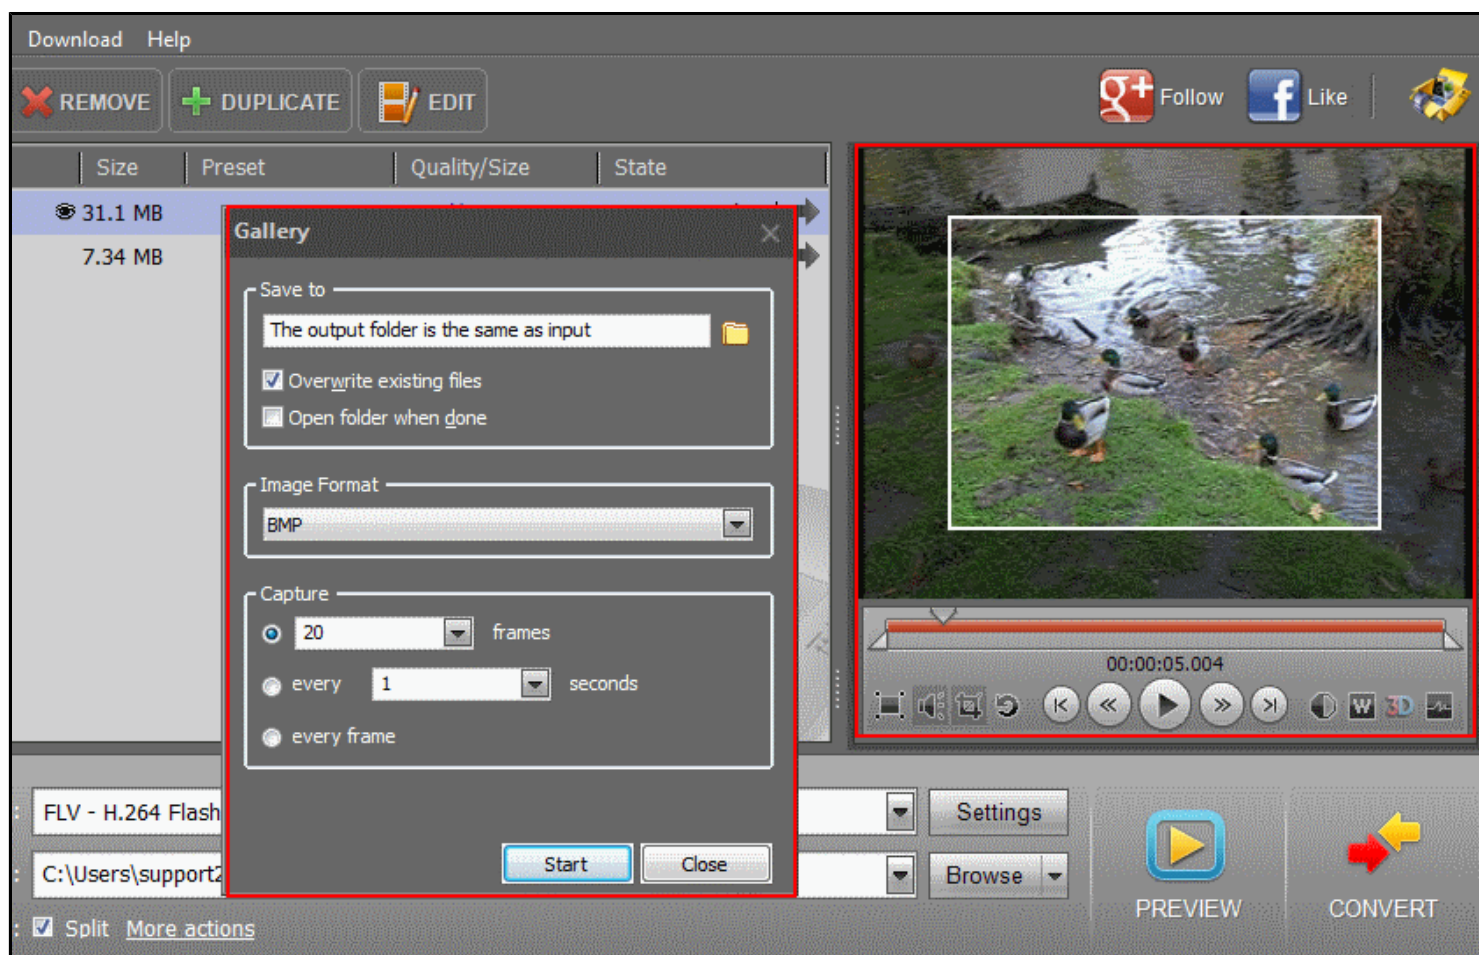 Download Help
REMOVE DUPLICATE EDIT
g+ Follow f Like
Size Preset Quality/Size State
31.1 MB
7.34 MB
Gallery
Save to
The output folder is the same as input
Overwrite existing files
Open folder when done
Image Format
BMP
Capture
20 frames
every 1 seconds
every frame
Start Close
00:00:05.004
W 3D
FLV - H.264 Flash
Settings
C:\Users\support2
Browse
: Split More actions
PREVIEW CONVERT